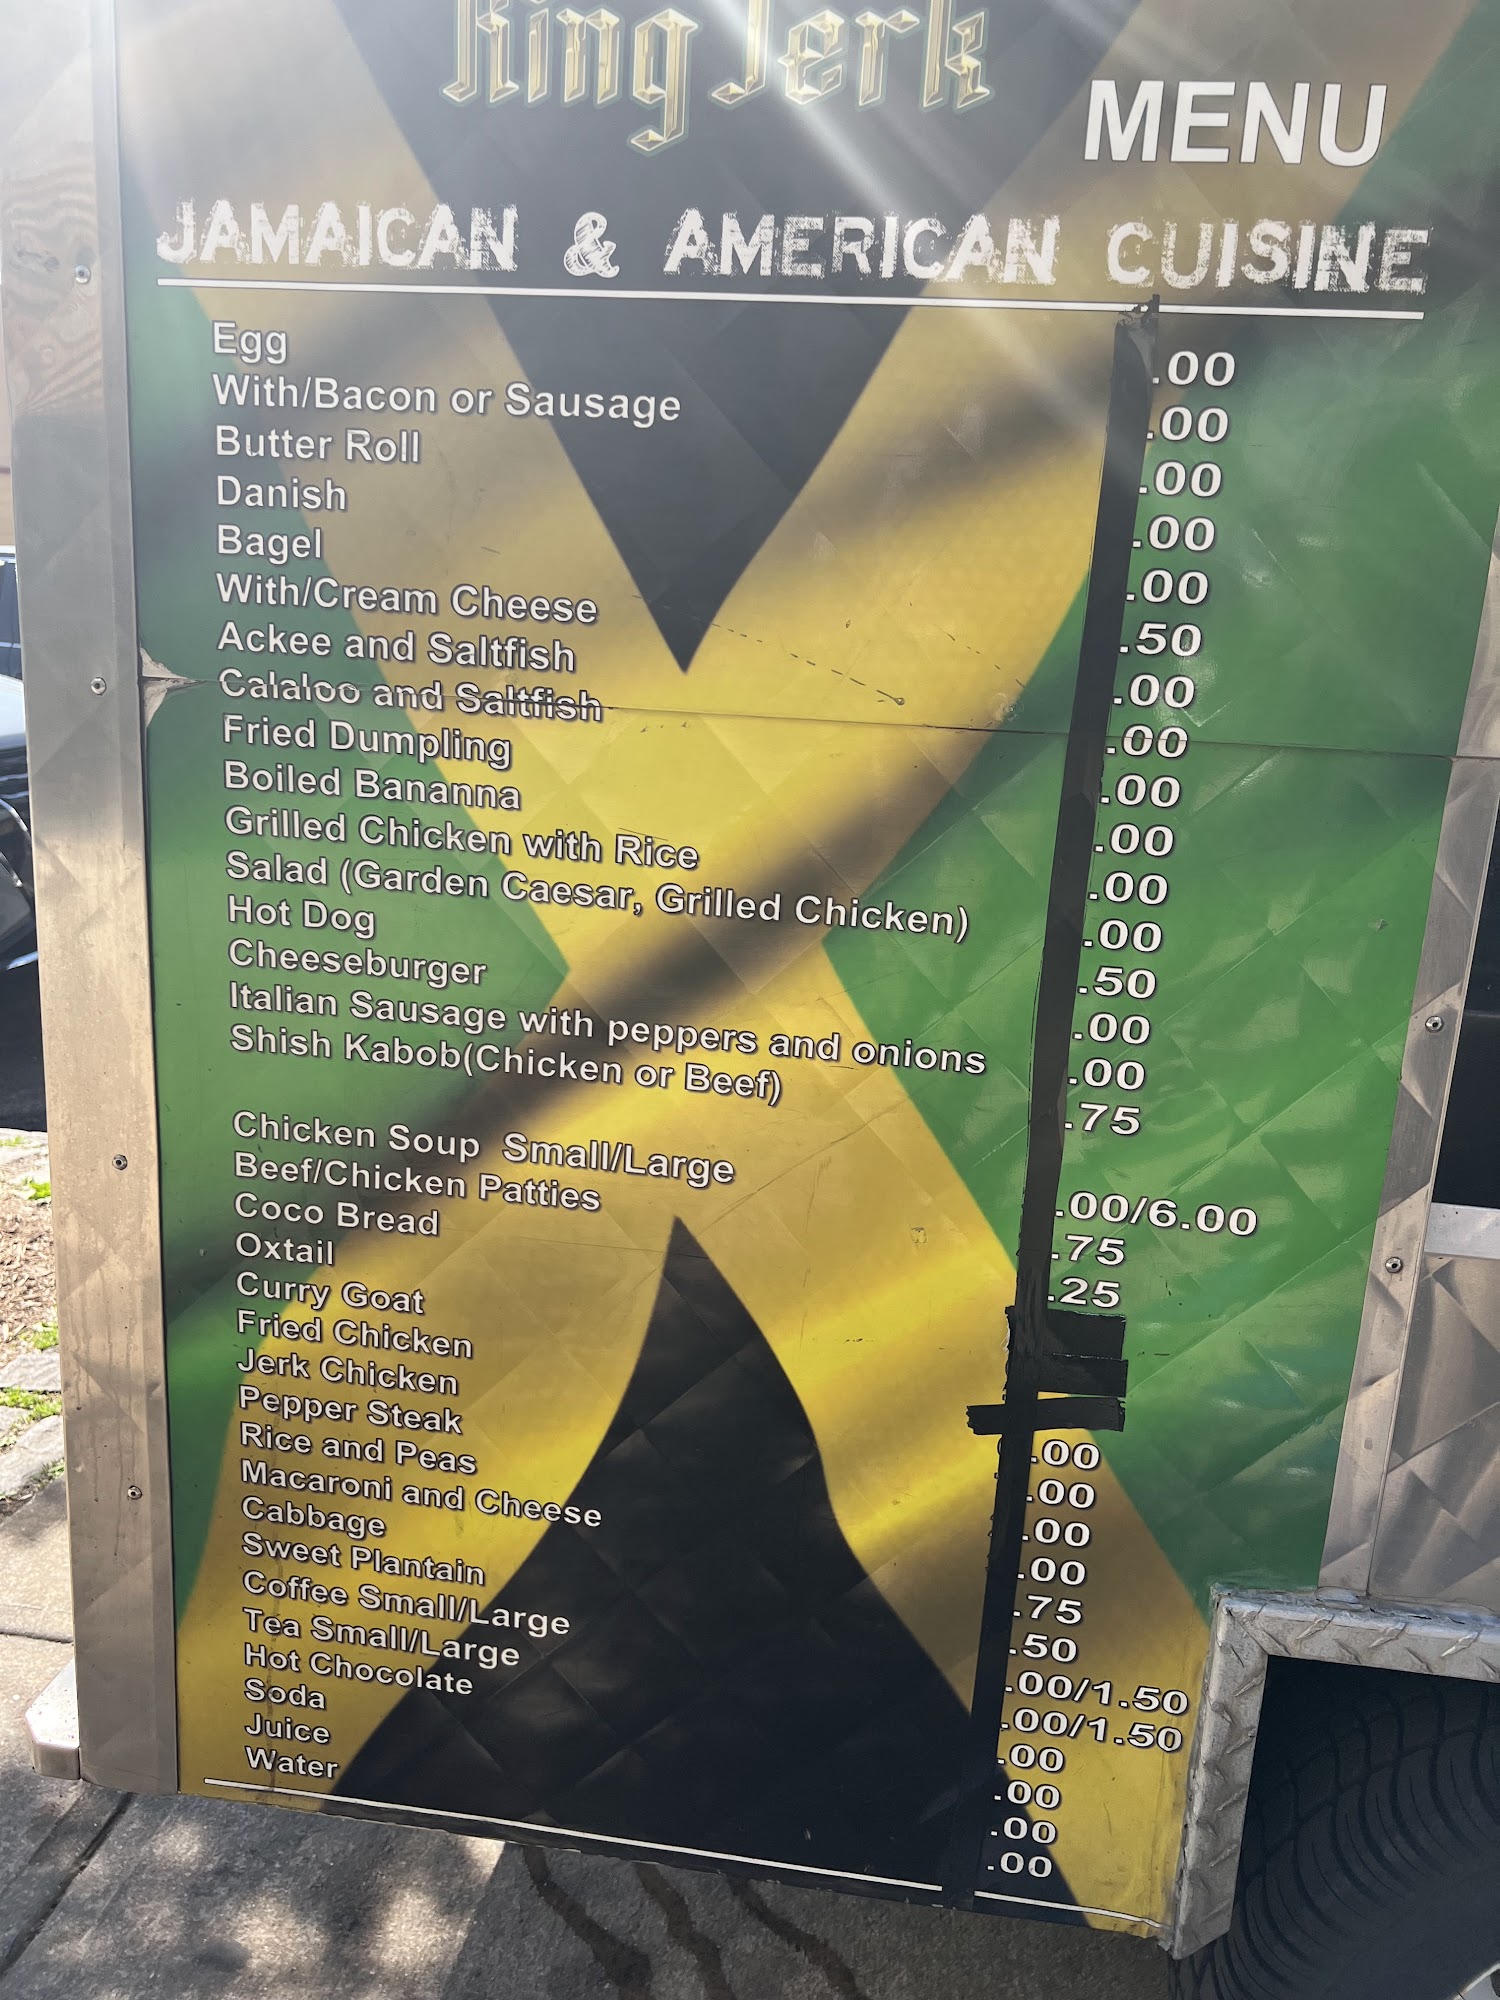 King Jerk
MENU
JAMAICAN & AMERICAN CUISINE
Egg .00
With/Bacon or Sausage .00
Butter Roll .00
Danish .00
Bagel .00
With/Cream Cheese .50
Ackee and Saltfish .00
Calaloo and Saltfish .00
Fried Dumpling .00
Boiled Bananna .00
Grilled Chicken with Rice .00
Salad (Garden Caesar, Grilled Chicken) .00
Hot Dog .50
Cheeseburger .00
Italian Sausage with peppers and onions .00
Shish Kabob(Chicken or Beef) .75
Chicken Soup Small/Large .00/6.00
Beef/Chicken Patties .75
Coco Bread .25
Oxtail
Curry Goat
Fried Chicken
Jerk Chicken .00
Pepper Steak .00
Rice and Peas .00
Macaroni and Cheese .00
Cabbage .75
Sweet Plantain .50
Coffee Small/Large .00/1.50
Tea Small/Large .00/1.50
Hot Chocolate .00
Soda .00
Juice .00
Water .00